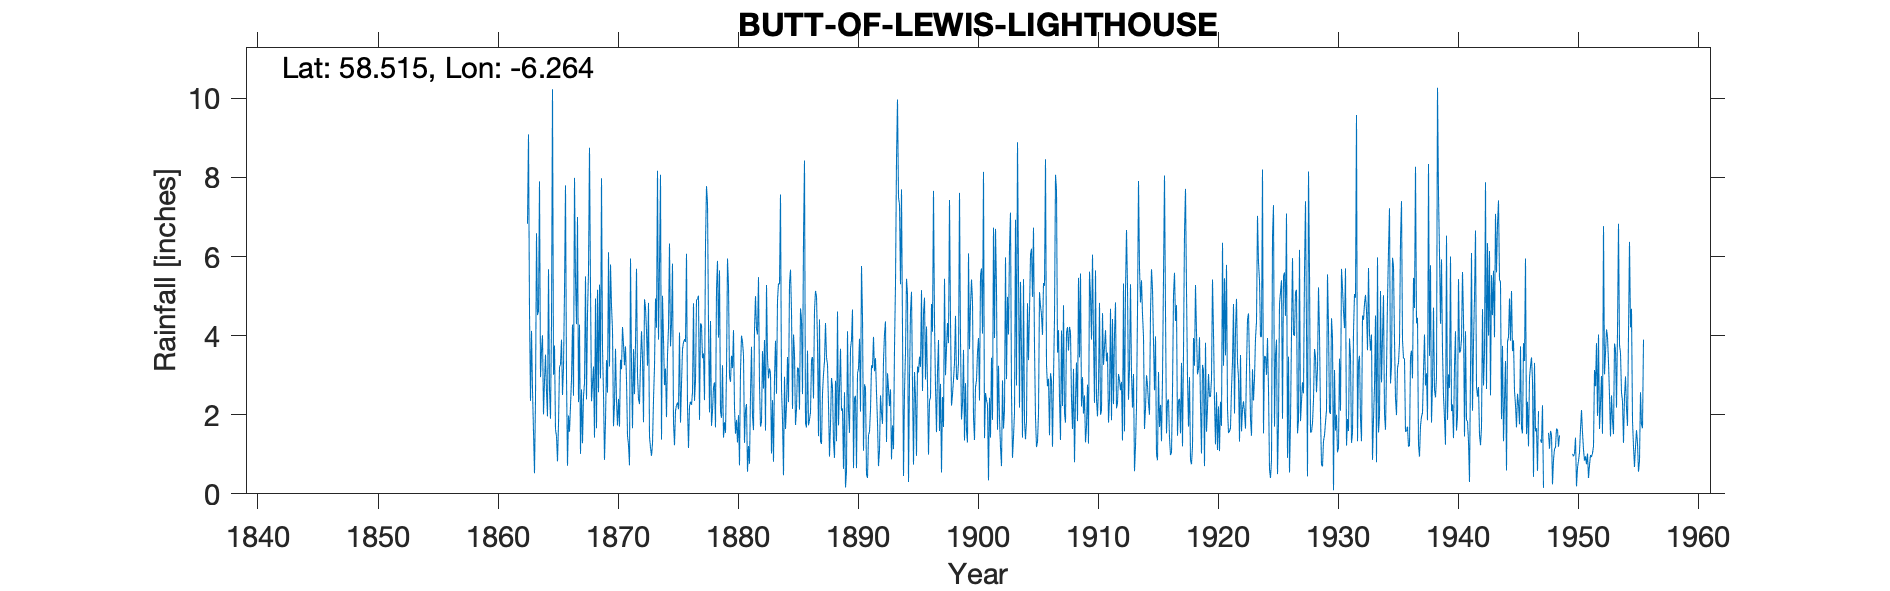 BUTT-OF-LEWIS-LIGHTHOUSE
Lat: 58.515, Lon: -6.264
10
8
6
4
2
0
Rainfall [inches]
1840 1850 1860 1870 1880 1890 1900 1910 1920 1930 1940 1950 1960
Year